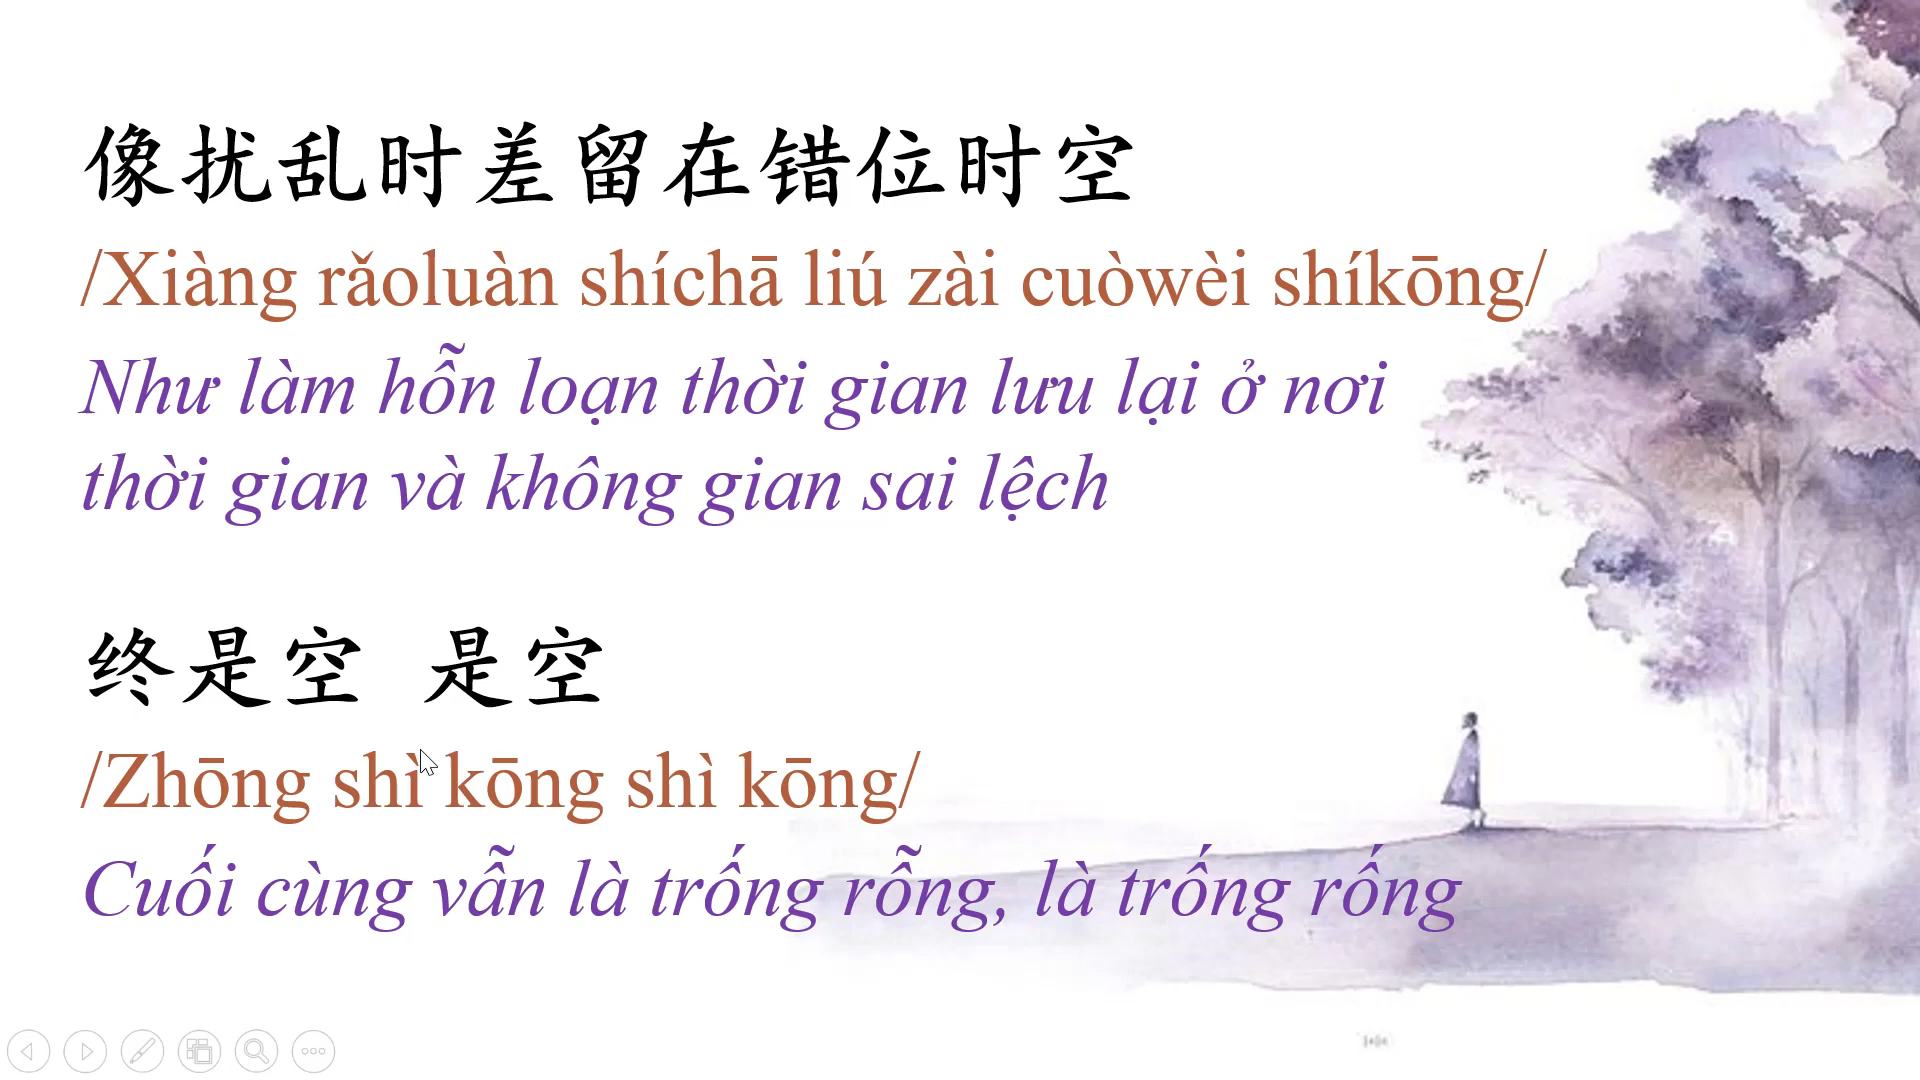 像扰乱时差留在错位时空
/Xiàng rǎoluàn shíchā liú zài cuòwèi shíkōng/
Như làm hỗn loạn thời gian lưu lại ở nơi
thời gian và không gian sai lệch
终是空 是空
/Zhōng shì kōng shì kōng/
Cuối cùng vẫn là trống rỗng, là trống rống